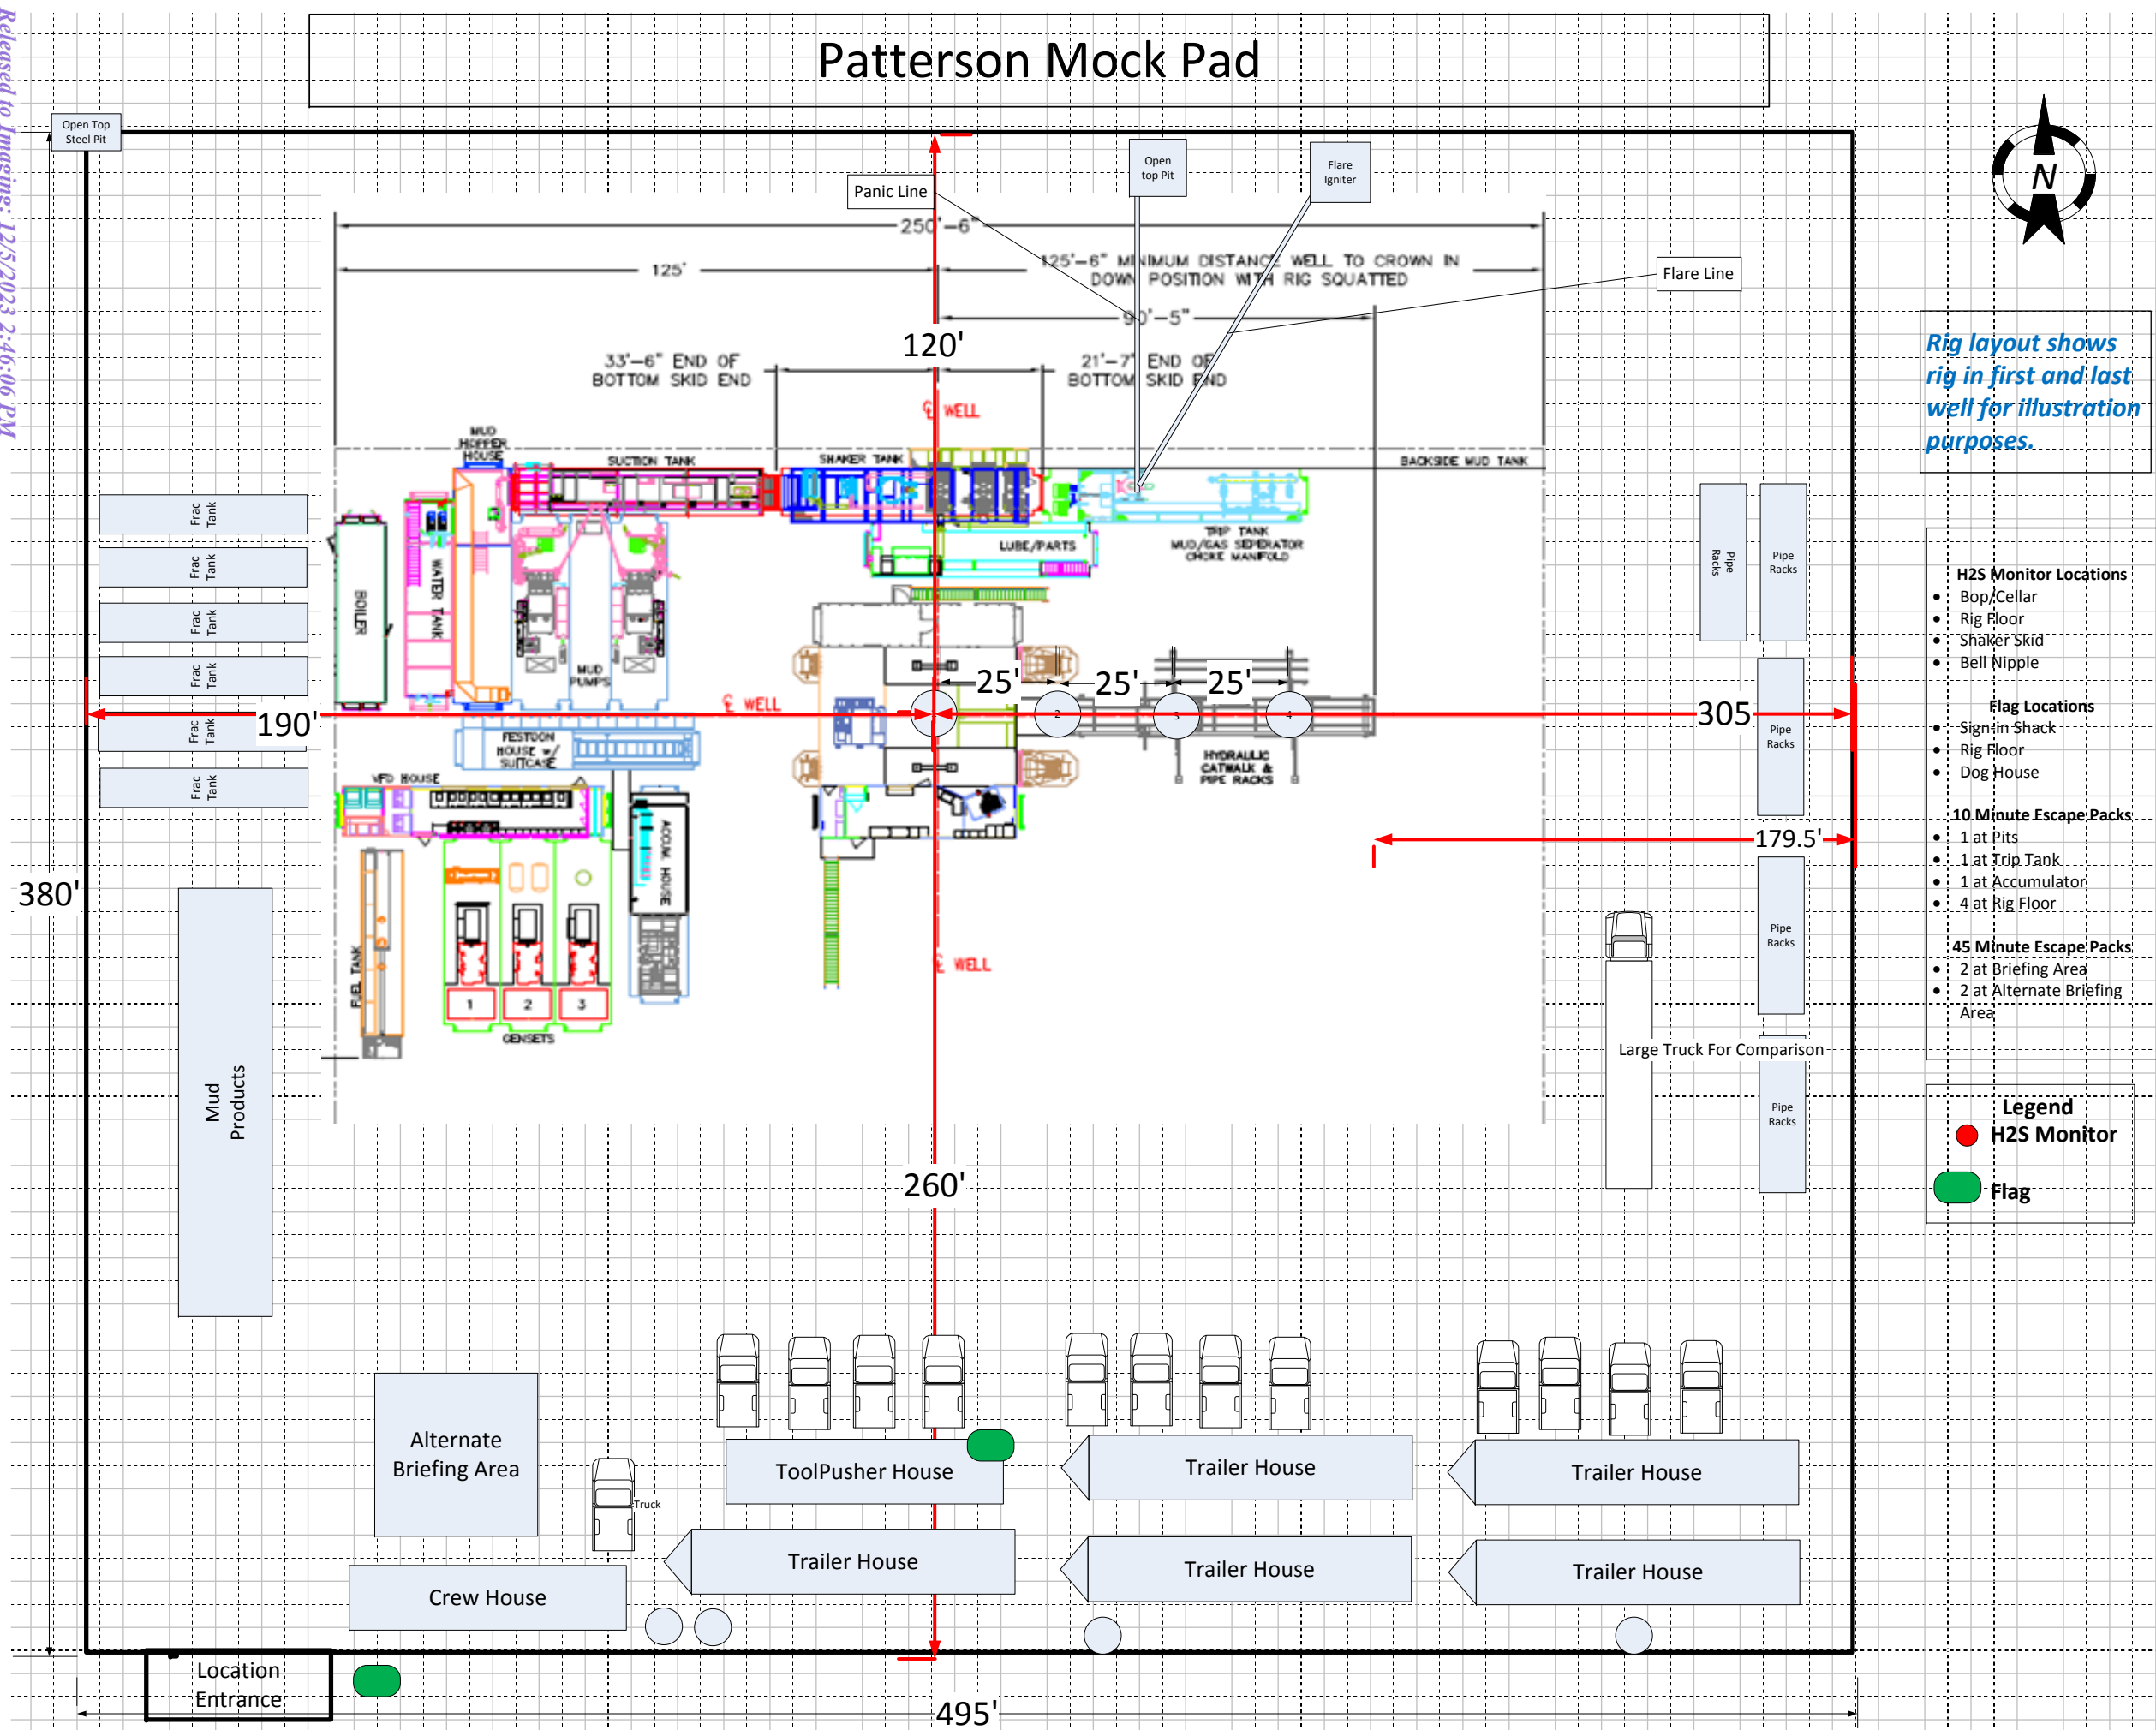 Released to Imaging: 12/5/2023 2:46:06 PM
Patterson Mock Pad
Open Top
Steel Pit
Open
top Pit
Flare
Igniter
Panic Line
N
250'-6"
125'
125'-6" MINIMUM DISTANCE WELL TO CROWN IN
DOWN POSITION WITH RIG SQUATTED
Flare Line
90'-5"
120'
33'-6" END OF
BOTTOM SKID END
21'-7" END OF
BOTTOM SKID END
Rig layout shows
rig in first and last
well for illustration
purposes.
℄ WELL
MUD
HOPPER
HOUSE
SUCTION TANK
SHAKER TANK
BACKSIDE MUD TANK
Frac
Tank
Frac
Tank
Frac
Tank
Frac
Tank
Frac
Tank
Frac
Tank
BOILER
WATER TANK
MUD
PUMPS
LUBE/PARTS
TRIP TANK
MUD/GAS SEPERATOR
CHOKE MANIFOLD
Pipe
Racks
Pipe
Racks
H2S Monitor Locations
• Bop/Cellar
• Rig Floor
• Shaker Skid
• Bell Nipple
Flag Locations
• Sign-in Shack
• Rig Floor
• Dog House
10 Minute Escape Packs
• 1 at Pits
• 1 at Trip Tank
• 1 at Accumulator
• 4 at Rig Floor
45 Minute Escape Packs
• 2 at Briefing Area
• 2 at Alternate Briefing
Area
25'
25'
25'
190'
℄ WELL
2
3
4
305
Pipe
Racks
FESTOON
HOUSE w/
SUITCASE
HYDRAULIC
CATWALK &
PIPE RACKS
VFD HOUSE
ACCUM. HOUSE
179.5'
380'
Pipe
Racks
FUEL TANK
℄ WELL
1
2
3
GENSETS
Large Truck For Comparison
Mud
Products
Pipe
Racks
Legend
H2S Monitor
Flag
260'
Alternate
Briefing Area
Truck
ToolPusher House
Trailer House
Trailer House
Crew House
Trailer House
Trailer House
Trailer House
Location
Entrance
495'